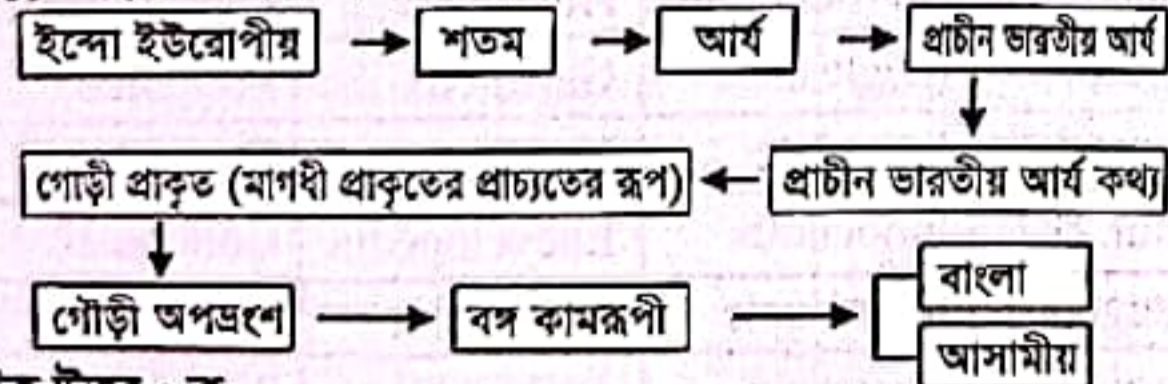 ইন্দো ইউরোপীয় → শতম → আর্য → প্রাচীন ভারতীয় আর্য
গোড়ী প্রাকৃত (মাগধী প্রাকৃতের প্রাচ্যতের রূপ) ← প্রাচীন ভারতীয় আর্য কথ্য
গৌড়ী অপভ্রংশ → বঙ্গ কামরূপী → বাংলা
আসামীয়